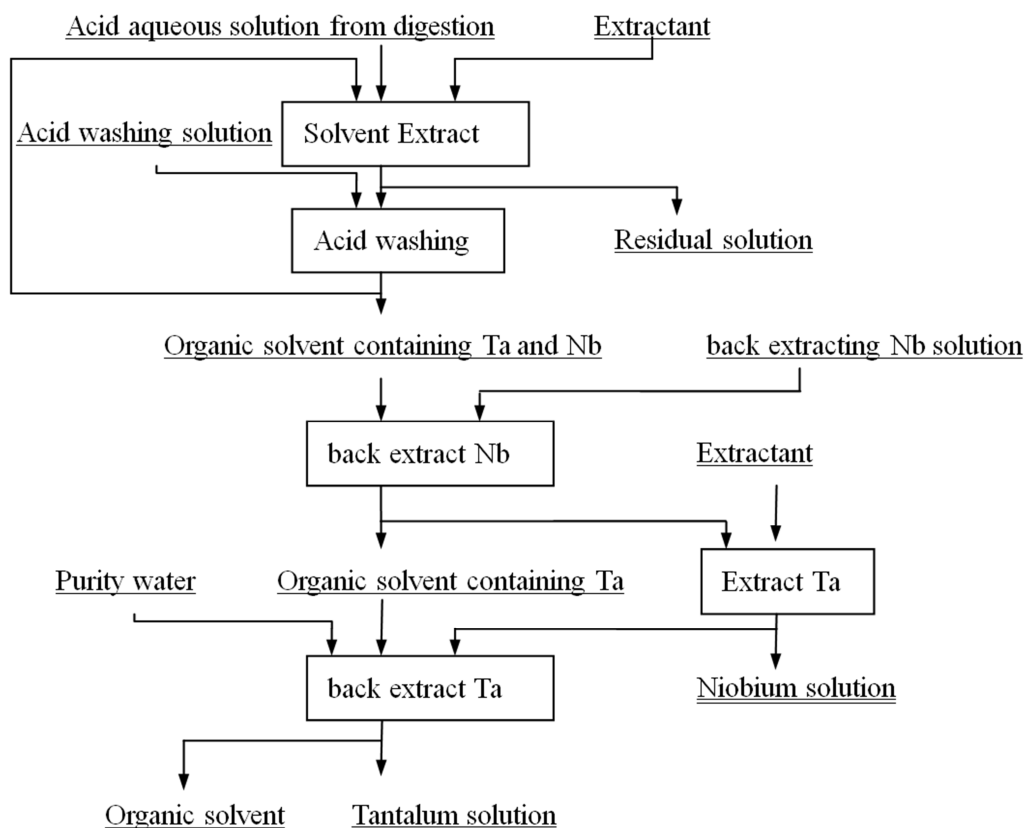 Acid aqueous solution from digestion
Extractant
Acid washing solution
Solvent Extract
Acid washing
Residual solution
Organic solvent containing Ta and Nb
back extracting Nb solution
back extract Nb
Extractant
Purity water
Organic solvent containing Ta
Extract Ta
back extract Ta
Niobium solution
Organic solvent
Tantalum solution